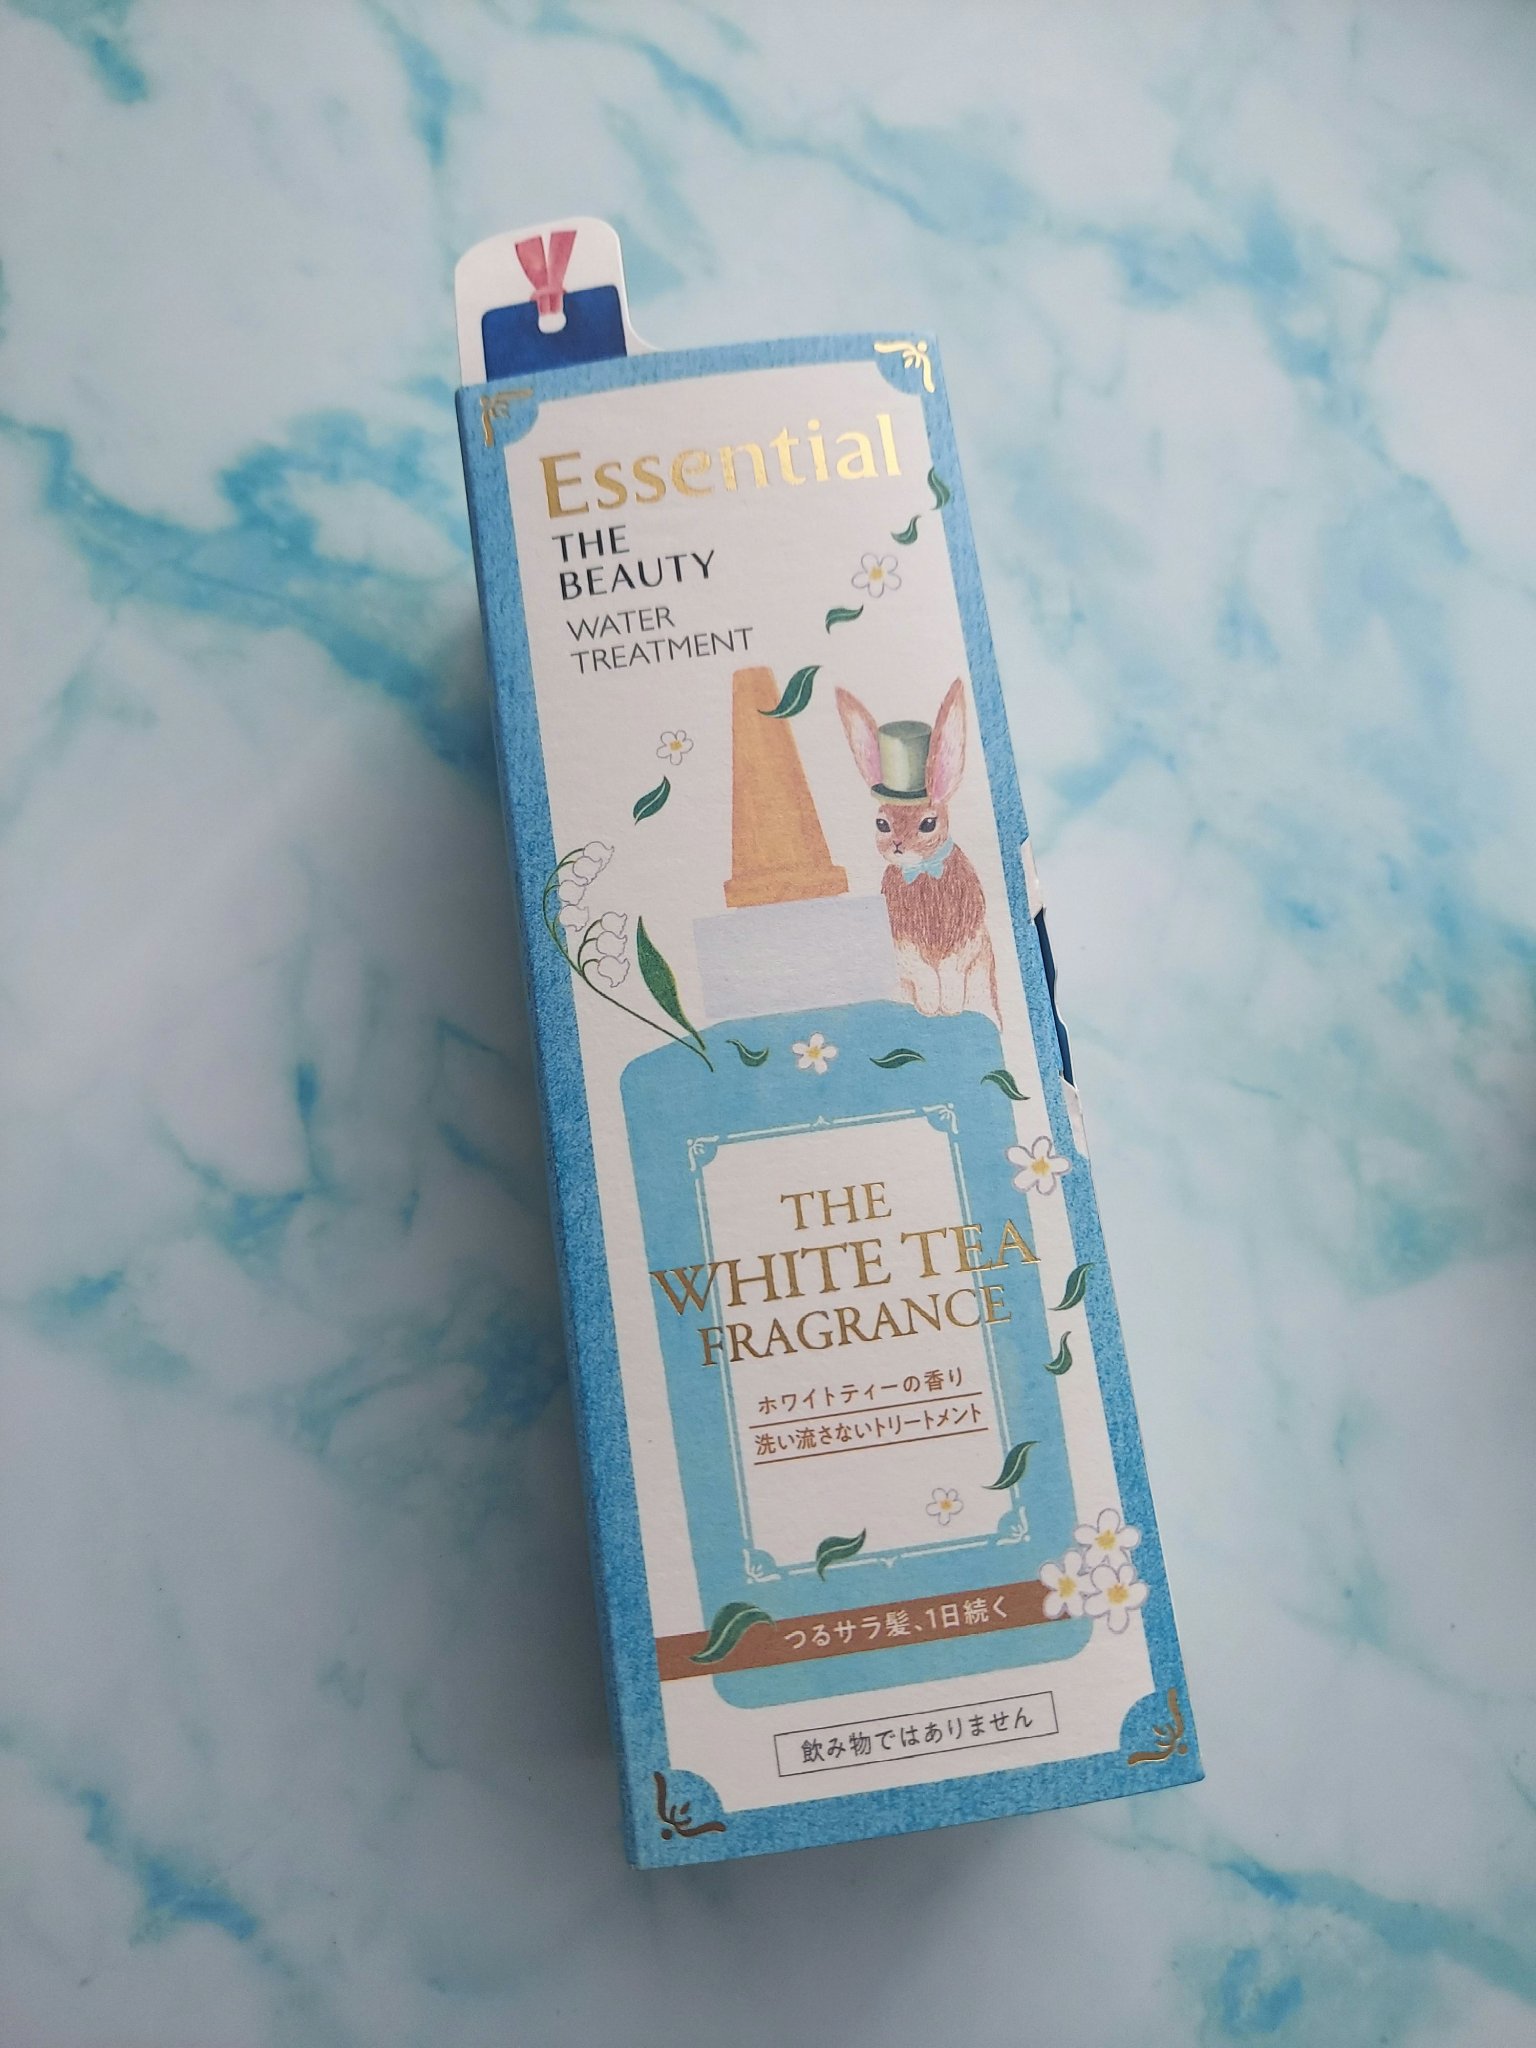 Essential
THE
BEAUTY
WATER
TREATMENT
THE
WHITE TEA
FRAGRANCE
ホワイトティーの香り
洗い流さないトリートメント
つるサラ髪、1日続く
飲み物ではありません